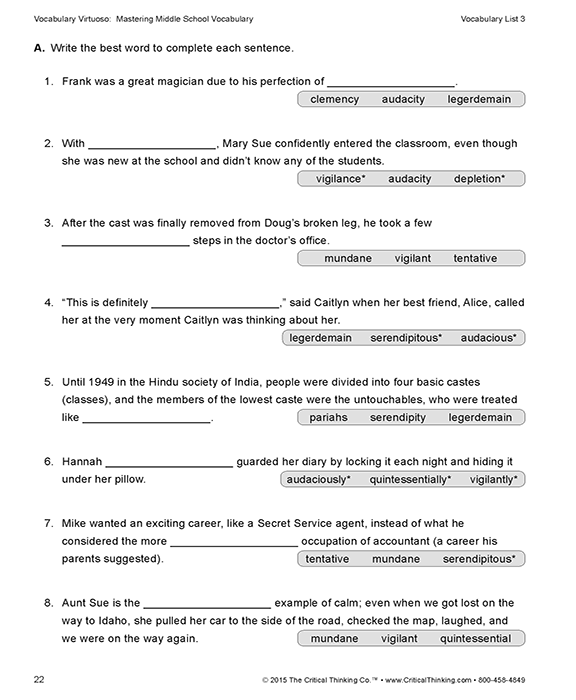 Vocabulary Virtuoso: Mastering Middle School Vocabulary Vocabulary List 3
A. Write the best word to complete each sentence.
1. Frank was a great magician due to his perfection of ____________________.
clemency audacity legerdemain
2. With ____________________, Mary Sue confidently entered the classroom, even though
she was new at the school and didn't know any of the students.
vigilance* audacity depletion*
3. After the cast was finally removed from Doug's broken leg, he took a few
____________________ steps in the doctor's office.
mundane vigilant tentative
4. “This is definitely ____________________,” said Caitlyn when her best friend, Alice, called
her at the very moment Caitlyn was thinking about her.
legerdemain serendipitous* audacious*
5. Until 1949 in the Hindu society of India, people were divided into four basic castes
(classes), and the members of the lowest caste were the untouchables, who were treated
like ____________________.
pariahs serendipity legerdemain
6. Hannah ____________________ guarded her diary by locking it each night and hiding it
under her pillow.
audaciously* quintessentially* vigilantly*
7. Mike wanted an exciting career, like a Secret Service agent, instead of what he
considered the more ____________________ occupation of accountant (a career his
parents suggested).
tentative mundane serendipitous*
8. Aunt Sue is the ____________________ example of calm; even when we got lost on the
way to Idaho, she pulled her car to the side of the road, checked the map, laughed, and
we were on the way again.
mundane vigilant quintessential
22 © 2015 The Critical Thinking Co.™ • www.CriticalThinking.com • 800-458-4849